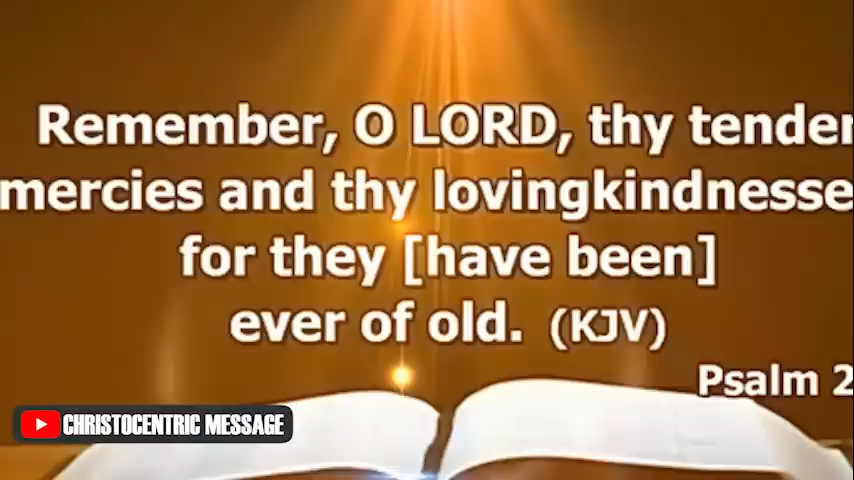 Remember, O LORD, thy tender
mercies and thy lovingkindnesse
for they [have been]
ever of old. (KJV)
Psalm 2
CHRISTOCENTRIC MESSAGE